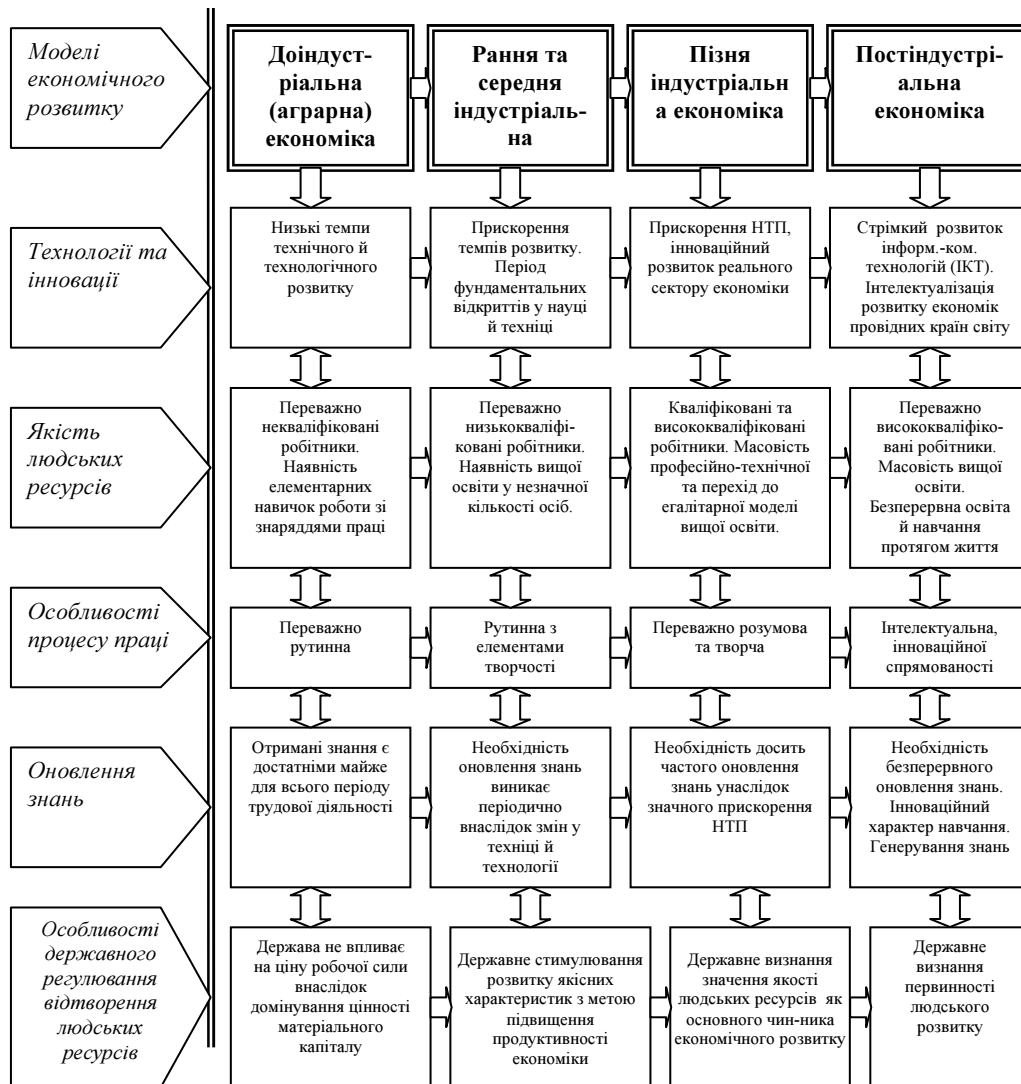 Моделі
економічного
розвитку
Доіндуст-
ріальна
(аграрна)
економіка
Рання та
середня
індустріаль-
на
Пізня
індустріальн
а економіка
Постіндустрі-
альна
економіка
Технології та
інновації
Низькі темпи
технічного й
технологічного
розвитку
Прискорення
темпів розвитку.
Період
фундаментальних
відкриттів у науці
й техніці
Прискорення НТП,
інноваційний
розвиток реального
сектору економіки
Стрімкий розвиток
інформ.-ком.
технологій (ІКТ).
Інтелектуалізація
розвитку економік
провідних країн світу
Якість
людських
ресурсів
Переважно
некваліфіковані
робітники.
Наявність
елементарних
навичок роботи зі
знаряддями праці
Переважно
низькокваліфі-
ковані робітники.
Наявність вищої
освіти у незначної
кількості осіб.
Кваліфіковані та
висококваліфіковані
робітники. Масовість
професійно-технічної
та перехід до
егалітарної моделі
вищої освіти.
Переважно
висококваліфіко-
вані робітники.
Масовість вищої
освіти.
Безперервна освіта
й навчання
протягом життя
Особливості
процесу праці
Переважно
рутинна
Рутинна з
елементами
творчості
Переважно розумова
та творча
Інтелектуальна,
інноваційної
спрямованості
Оновлення
знань
Отримані знання є
достатніми майже
для всього періоду
трудової діяльності
Необхідність
оновлення знань
виникає
періодично
внаслідок змін у
техніці й
технології
Необхідність досить
частого оновлення
знань унаслідок
значного прискорення
НТП
Необхідність
безперервного
оновлення знань.
Інноваційний
характер навчання.
Генерування знань
Особливості
державного
регулювання
відтворення
людських
ресурсів
Держава не впливає
на ціну робочої сили
внаслідок
домінування цінності
матеріального
капіталу
Державне стимулювання
розвитку якісних
характеристик з метою
підвищення
продуктивності
економіки
Державне визнання
значення якості
людських ресурсів як
основного чин-ника
економічного розвитку
Державне
визнання
первинності
людського
розвитку